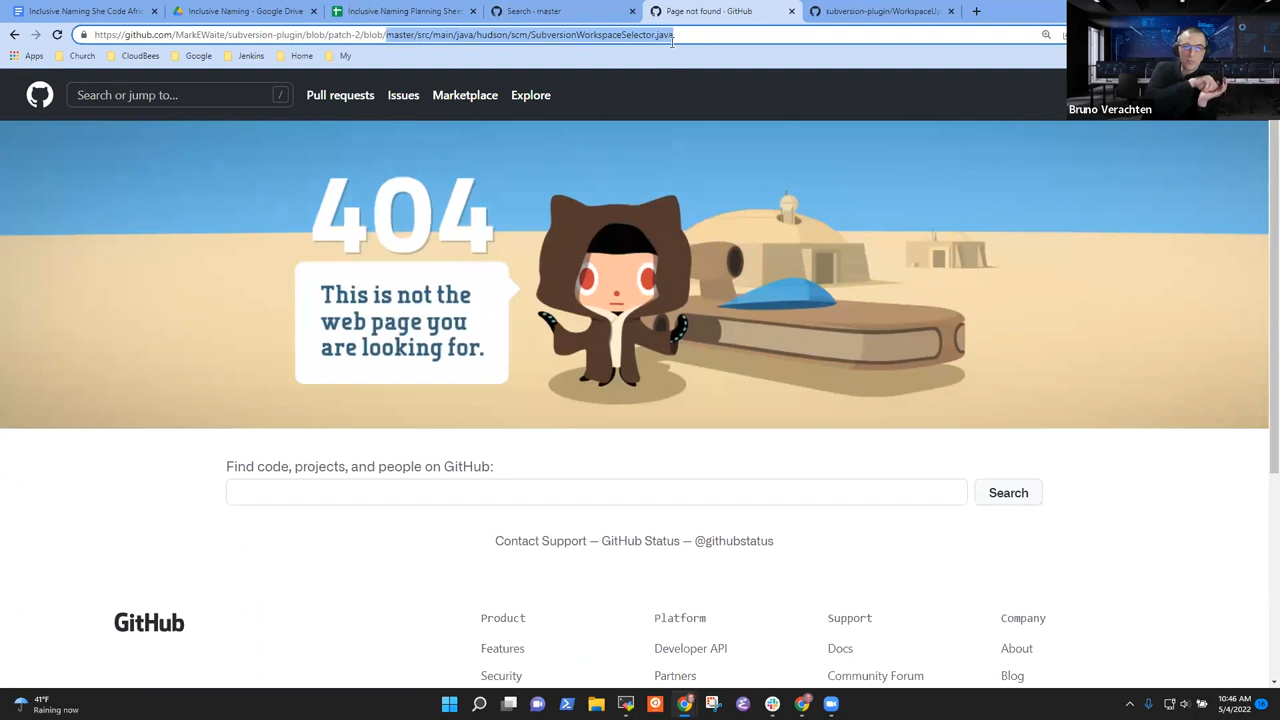 Inclusive Naming She Code Afric
Inclusive Naming - Google Drive
Inclusive Naming Planning Sheet
Search · master
Page not found · GitHub
subversion-plugin/WorkspaceUp
https://github.com/MarkEWaite/subversion-plugin/blob/patch-2/blob/master/src/main/java/hudson/scm/SubversionWorkspaceSelector.java
Apps
Church
CloudBees
Google
Jenkins
Home
My
Bruno Verachten
Search or jump to...
/
Pull requests
Issues
Marketplace
Explore
404
This is not the
web page you
are looking for.
Find code, projects, and people on GitHub:
Search
Contact Support — GitHub Status — @githubstatus
GitHub
Product
Platform
Support
Company
Features
Developer API
Docs
About
Security
Partners
Community Forum
Blog
41°F
Raining now
10:46 AM
5/4/2022
16